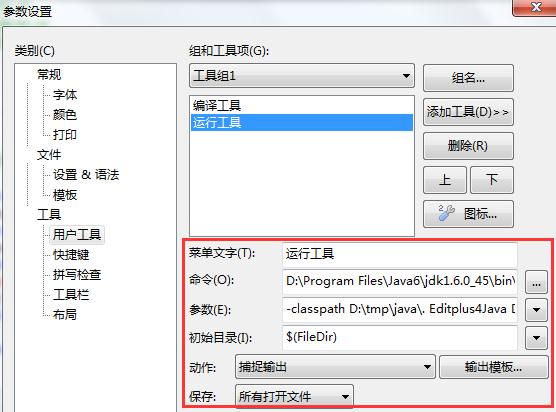 参数设置
类别(C)
常规
字体
颜色
打印
文件
设置 & 语法
模板
工具
用户工具
快捷键
拼写检查
工具栏
布局
组和工具项(G):
工具组1
组名...
编译工具
运行工具
添加工具(D)>>
删除(R)
上 下
图标...
菜单文字(T): 运行工具
命令(O): D:\Program Files\Java6\jdk1.6.0_45\bin\ ...
参数(E): -classpath D:\tmp\java\. Editplus4Java D
初始目录(I): $(FileDir)
动作: 捕捉输出 输出模板...
保存: 所有打开文件